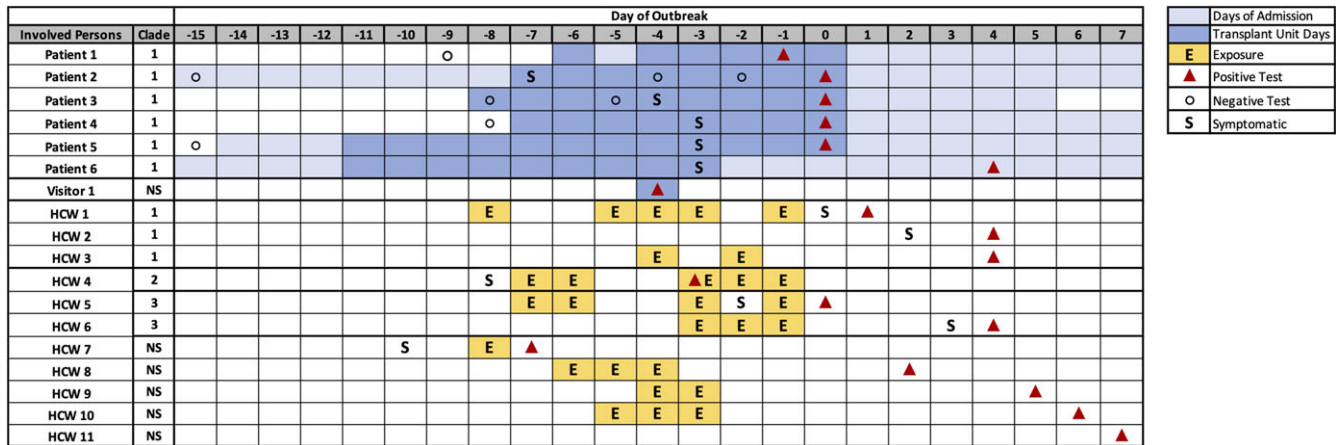 Day of Outbreak
Involved Persons Clade -15 -14 -13 -12 -11 -10 -9 -8 -7 -6 -5 -4 -3 -2 -1 0 1 2 3 4 5 6 7
Patient 1 1
Patient 2 1 S
Patient 3 1 S
Patient 4 1 S
Patient 5 1 S
Patient 6 1 S
Visitor 1 NS
HCW 1 1 E E E E E S
HCW 2 1 S
HCW 3 1 E E
HCW 4 2 S E E E E E
HCW 5 3 E E E S E
HCW 6 3 E E E S
HCW 7 NS S E
HCW 8 NS E E E
HCW 9 NS E E
HCW 10 NS E E E
HCW 11 NS
Days of Admission
Transplant Unit Days
E Exposure
Positive Test
Negative Test
S Symptomatic